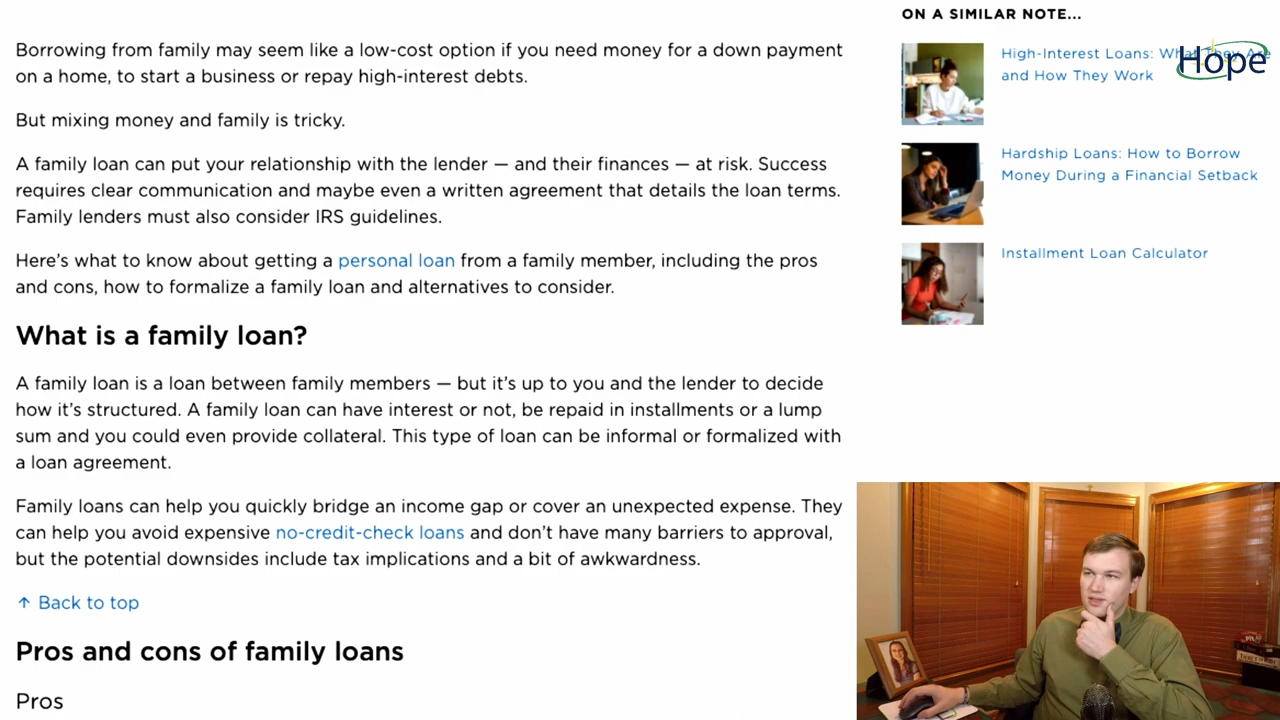 ON A SIMILAR NOTE...
Borrowing from family may seem like a low-cost option if you need money for a down payment
on a home, to start a business or repay high-interest debts.
But mixing money and family is tricky.
A family loan can put your relationship with the lender — and their finances — at risk. Success
requires clear communication and maybe even a written agreement that details the loan terms.
Family lenders must also consider IRS guidelines.
Here's what to know about getting a personal loan from a family member, including the pros
and cons, how to formalize a family loan and alternatives to consider.
What is a family loan?
A family loan is a loan between family members — but it's up to you and the lender to decide
how it's structured. A family loan can have interest or not, be repaid in installments or a lump
sum and you could even provide collateral. This type of loan can be informal or formalized with
a loan agreement.
Family loans can help you quickly bridge an income gap or cover an unexpected expense. They
can help you avoid expensive no-credit-check loans and don't have many barriers to approval,
but the potential downsides include tax implications and a bit of awkwardness.
↑ Back to top
Pros and cons of family loans
Pros
High-Interest Loans: What They Are
and How They Work
Hope
Hardship Loans: How to Borrow
Money During a Financial Setback
Installment Loan Calculator